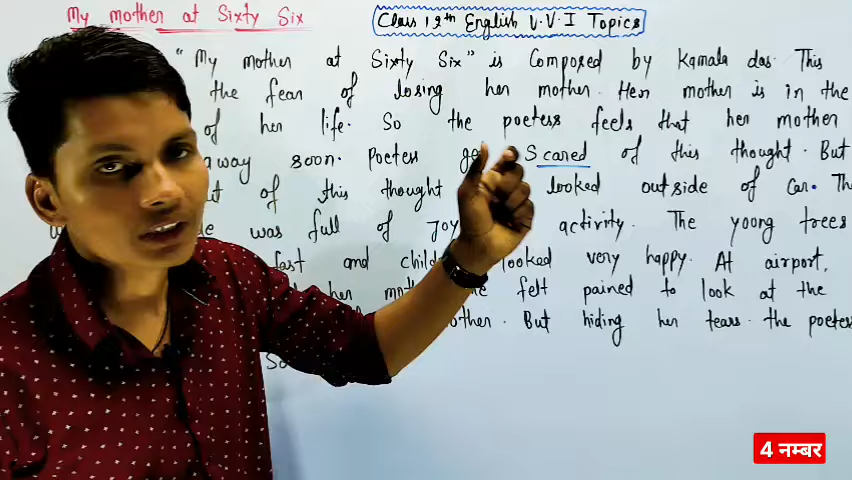 My mother at Sixty Six
Class 12th English V.V.I Topics
"My mother at Sixty Six" is Composed by Kamala das. This
the fear of losing her mother. Her mother is in the
of her life. So the poetess feels that her mother
away soon. Poetess Scared of this thought. But
of this thought looked outside of Car. Th
was full of Joy activity. The yoong trees
fast and looked very happy. At airport,
her felt pained to look at the
But hiding her tears the poetess
4 नम्बर